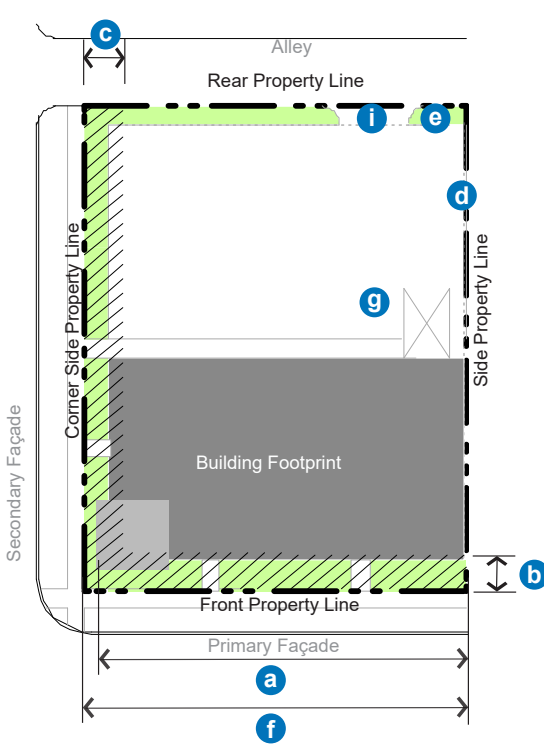 c
Alley
Rear Property Line
i
e
d
Corner Side Property Line
Side Property Line
g
Secondary Façade
Building Footprint
b
Front Property Line
Primary Façade
a
f